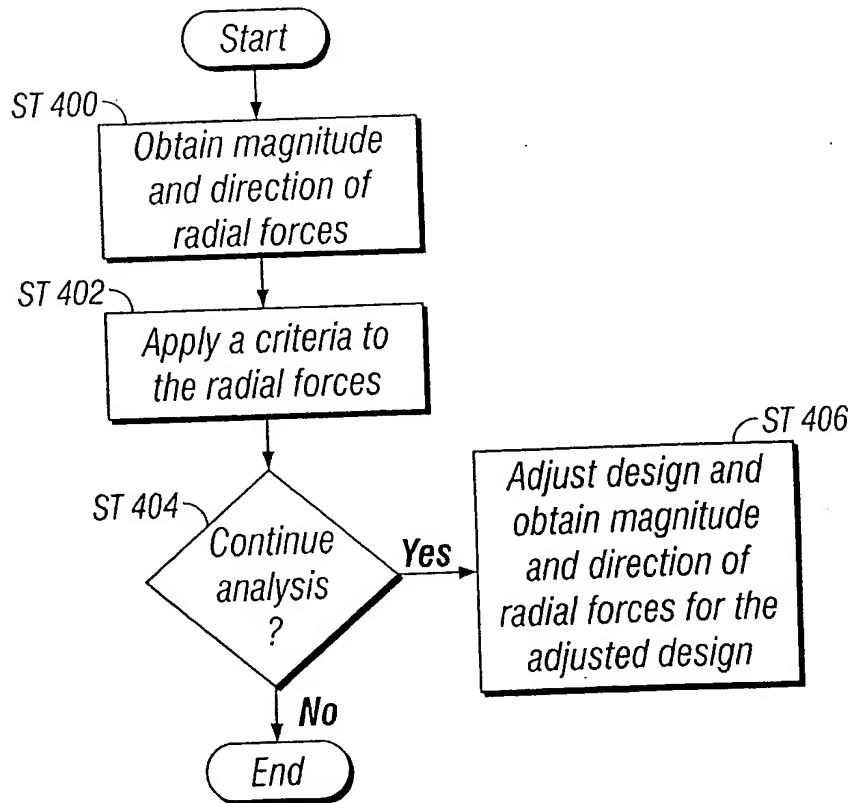 Start
ST 400
Obtain magnitude
and direction of
radial forces
ST 402
Apply a criteria to
the radial forces
ST 404
Continue
analysis
?
Yes
ST 406
Adjust design and
obtain magnitude
and direction of
radial forces for the
adjusted design
No
End